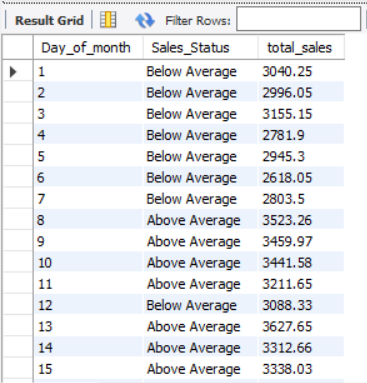 Result Grid Filter Rows:
Day_of_month Sales_Status total_sales
1 Below Average 3040.25
2 Below Average 2996.05
3 Below Average 3155.15
4 Below Average 2781.9
5 Below Average 2945.3
6 Below Average 2618.05
7 Below Average 2803.5
8 Above Average 3523.26
9 Above Average 3459.97
10 Above Average 3441.58
11 Above Average 3211.65
12 Below Average 3088.33
13 Above Average 3627.65
14 Above Average 3312.66
15 Above Average 3338.03